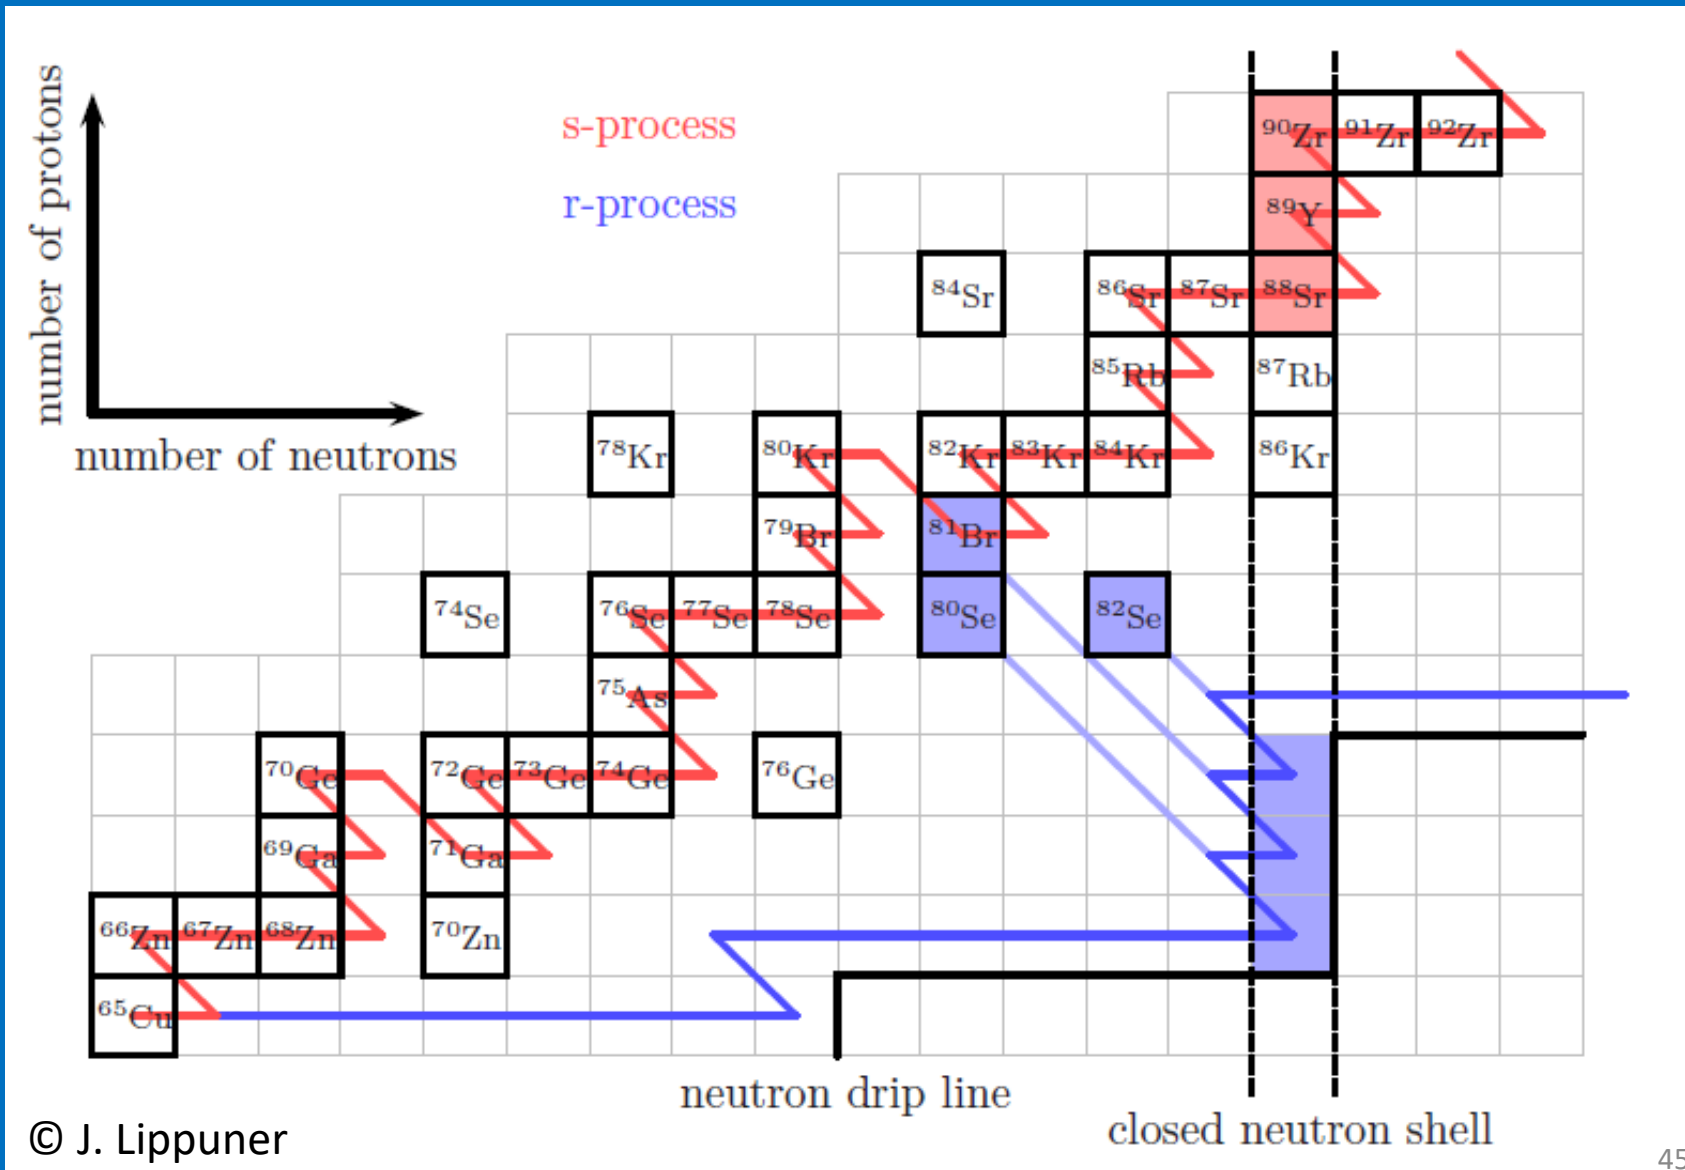 number of protons
number of neutrons
s-process
r-process
⁹⁰Zr ⁹¹Zr ⁹²Zr
⁸⁹Y
⁸⁴Sr ⁸⁶Sr ⁸⁷Sr ⁸⁸Sr
⁸⁵Rb ⁸⁷Rb
⁷⁸Kr ⁸⁰Kr ⁸²Kr ⁸³Kr ⁸⁴Kr ⁸⁶Kr
⁷⁹Br ⁸¹Br
⁷⁴Se ⁷⁶Se ⁷⁷Se ⁷⁸Se ⁸⁰Se ⁸²Se
⁷⁵As
⁷⁰Ge ⁷²Ge ⁷³Ge ⁷⁴Ge ⁷⁶Ge
⁶⁹Ga ⁷¹Ga
⁶⁶Zn ⁶⁷Zn ⁶⁸Zn ⁷⁰Zn
⁶⁵Cu
neutron drip line
closed neutron shell
© J. Lippuner
45